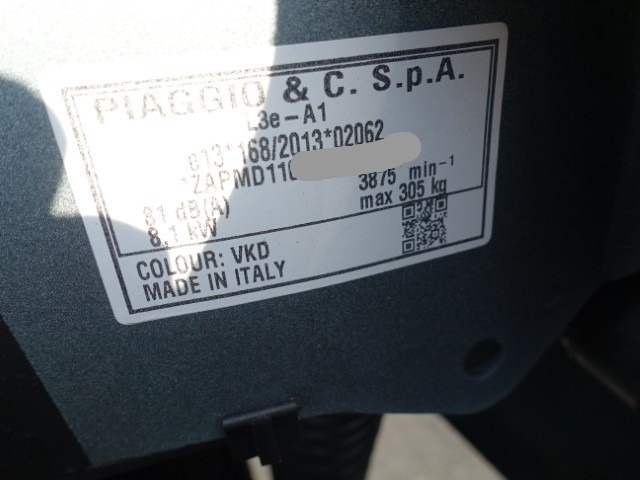 PIAGGIO & C. S.p.A.
L3e-A1
e13*168/2013*02062
ZAPMD110
81 dB(A) 3875 min-1
8,1 kW max 305 kg
COLOUR: VKD
MADE IN ITALY